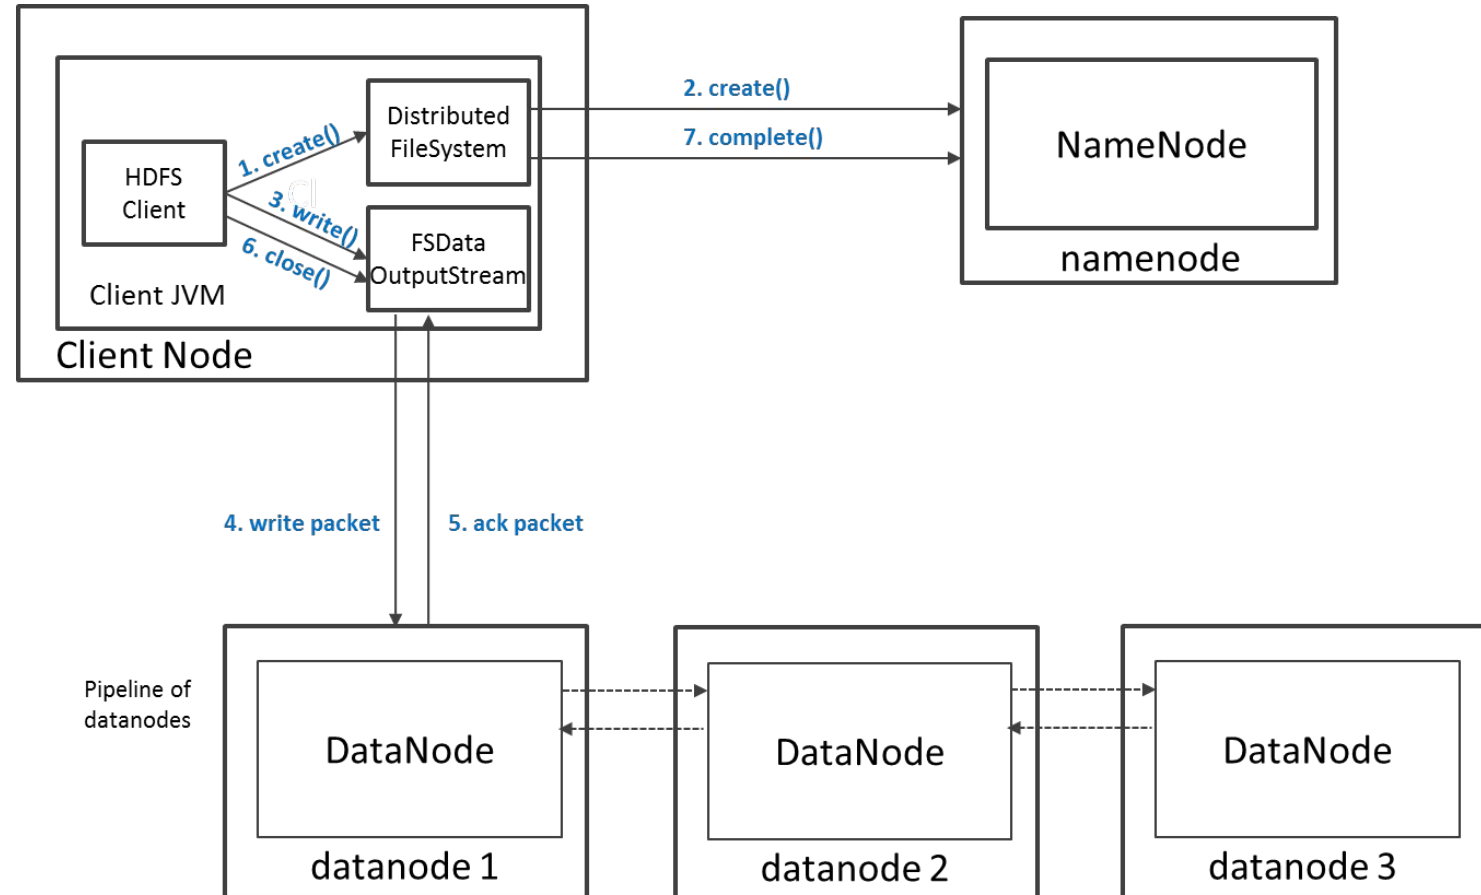 1. create()
Distributed
FileSystem
2. create()
7. complete()
NameNode
namenode
HDFS
Client
3. write()
6. close()
FSData
OutputStream
Client JVM
Client Node
4. write packet
5. ack packet
Pipeline of
datanodes
DataNode
DataNode
DataNode
datanode 1
datanode 2
datanode 3